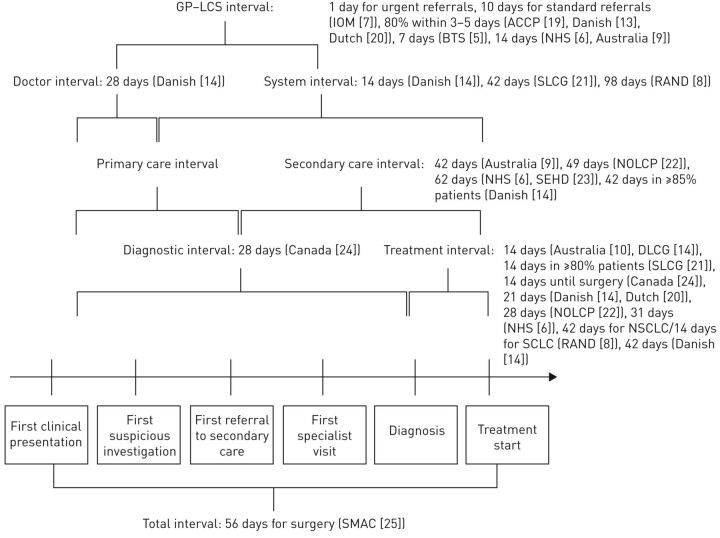 GP–LCS interval:
1 day for urgent referrals, 10 days for standard referrals
(IOM [7]), 80% within 3–5 days (ACCP [19], Danish [13],
Dutch [20]), 7 days (BTS [5]), 14 days (NHS [6], Australia [9])
Doctor interval: 28 days (Danish [14])
System interval: 14 days (Danish [14]), 42 days (SLCG [21]), 98 days (RAND [8])
Primary care interval
Secondary care interval:
42 days (Australia [9]), 49 days (NOLCP [22]),
62 days (NHS [6], SEHD [23]), 42 days in ≥85%
patients (Danish [14])
Diagnostic interval: 28 days (Canada [24])
Treatment interval:
14 days (Australia [10], DLCG [14]),
14 days in ≥80% patients (SLCG [21])
14 days until surgery (Canada [24]),
21 days (Danish [14], Dutch [20]),
28 days (NOLCP [22]), 31 days
(NHS [6]), 42 days for NSCLC/14 days
for SCLC (RAND [8]), 42 days (Danish
[14])
First clinical
presentation
First
suspicious
investigation
First referral
to secondary
care
First
specialist
visit
Diagnosis
Treatment
start
Total interval: 56 days for surgery (SMAC [25])